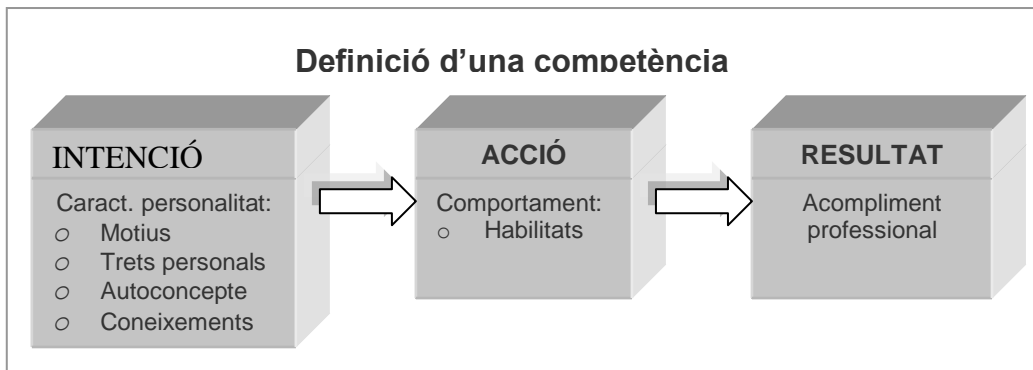 Definició d’una competència
INTENCIÓ
Caract. personalitat:
o Motius
o Trets personals
o Autoconcepte
o Coneixements
ACCIÓ
Comportament:
o Habilitats
RESULTAT
Acompliment
professional